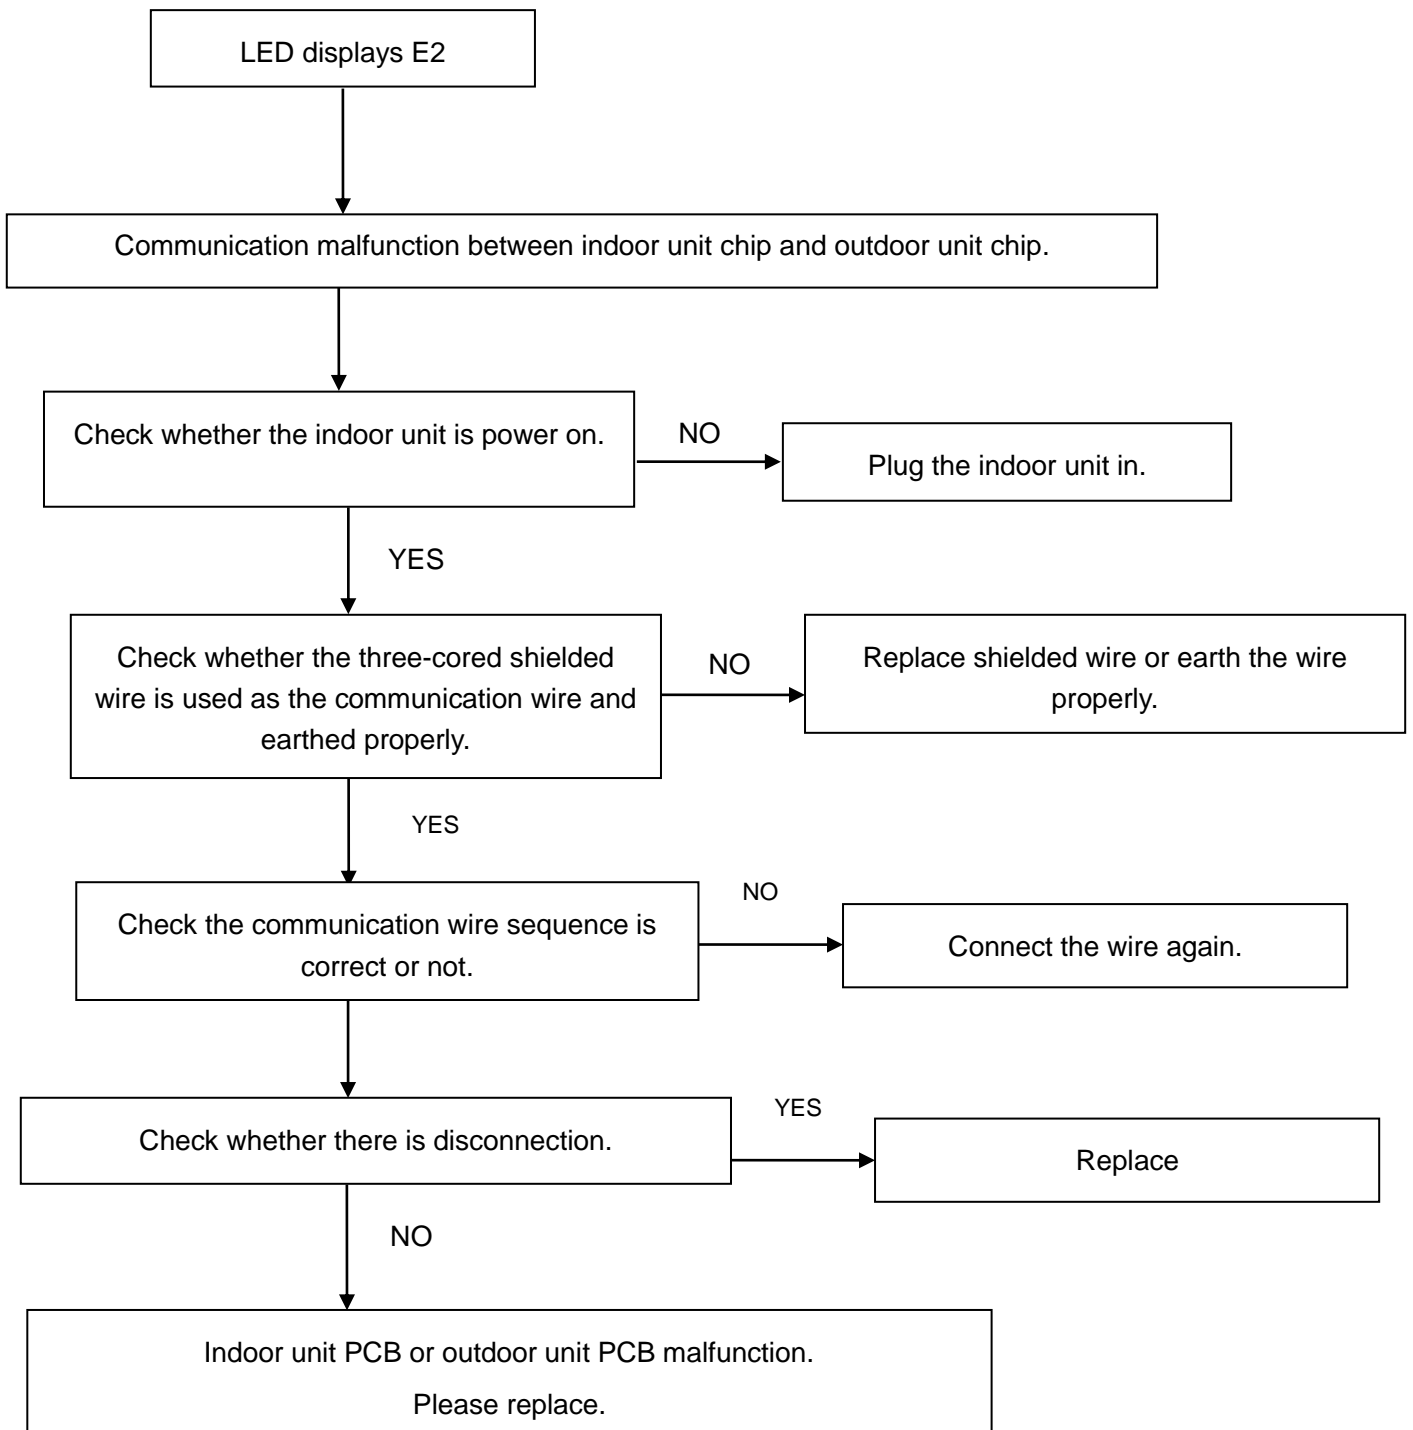 LED displays E2
Communication malfunction between indoor unit chip and outdoor unit chip.
Check whether the indoor unit is power on.
NO
Plug the indoor unit in.
YES
Check whether the three-cored shielded
wire is used as the communication wire and
earthed properly.
NO
Replace shielded wire or earth the wire
properly.
YES
Check the communication wire sequence is
correct or not.
NO
Connect the wire again.
Check whether there is disconnection.
YES
Replace
NO
Indoor unit PCB or outdoor unit PCB malfunction.
Please replace.